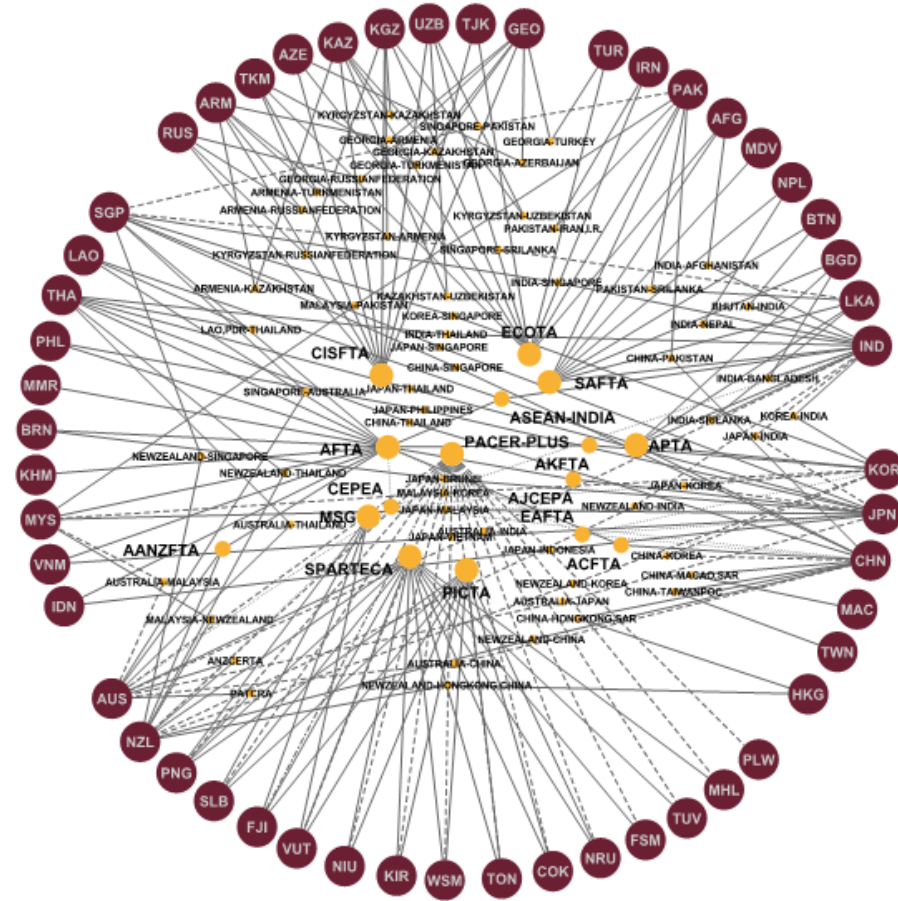 KGZ
UZB
TJK
GEO
KAZ
AZE
TKM
ARM
RUS
TUR
IRN
PAK
AFG
MDV
NPL
BTN
BGD
LKA
IND
KOR
JPN
CHN
MAC
TWN
HKG
PLW
MHL
TUV
FSM
NRU
COK
TON
WSM
KIR
NIU
VUT
FJI
SLB
PNG
NZL
AUS
IDN
VNM
MYS
KHM
BRN
MMR
PHL
THA
LAO
SGP
KYRGYZSTAN-KAZAKHSTAN
SINGAPORE-PAKISTAN
GEORGIA-ARMENIA
GEORGIA-TURKEY
GEORGIA-KAZAKHSTAN
GEORGIA-TURKMENISTAN
GEORGIA-AZERBAIJAN
GEORGIA-RUSSIANFEDERATION
ARMENIA-TURKMENISTAN
ARMENIA-RUSSIANFEDERATION
KYRGYZSTAN-UZBEKISTAN
PAKISTAN-IRAN,I.R.
KYRGYZSTAN-ARMENIA
SINGAPORE-SRILANKA
KYRGYZSTAN-RUSSIANFEDERATION
INDIA-AFGHANISTAN
INDIA-SINGAPORE
PAKISTAN-SRILANKA
ARMENIA-KAZAKHSTAN
KAZAKHSTAN-UZBEKISTAN
MALAYSIA-PAKISTAN
BHUTAN-INDIA
KOREA-SINGAPORE
INDIA-NEPAL
LAO,PDR-THAILAND
INDIA-THAILAND
ECOTA
JAPAN-SINGAPORE
CISFTA
CHINA-PAKISTAN
CHINA-SINGAPORE
INDIA-BANGLADESH
SAFTA
SINGAPORE-AUSTRALIA
JAPAN-THAILAND
JAPAN-PHILIPPINES
ASEAN-INDIA
KOREA-INDIA
INDIA-SRILANKA
CHINA-THAILAND
JAPAN-INDIA
PACER-PLUS
APTA
AFTA
NEWZEALAND-SINGAPORE
AKFTA
NEWZEALAND-THAILAND
JAPAN-BRUNEI
JAPAN-KOREA
CEPEA
MALAYSIA-KOREA
AJCEPA
JAPAN-MALAYSIA
NEWZEALAND-INDIA
MSG
EAFTA
AUSTRALIA-THAILAND
AUSTRALIA-INDIA
JAPAN-VIETNAM
AANZFTA
JAPAN-INDONESIA
CHINA-KOREA
SPARTECA
ACFTA
CHINA-MACAO,SAR
AUSTRALIA-MALAYSIA
NEWZEALAND-KOREA
PICTA
CHINA-TAIWANPOC
AUSTRALIA-JAPAN
MALAYSIA-NEWZEALAND
CHINA-HONGKONG,SAR
NEWZEALAND-CHINA
ANZCERTA
AUSTRALIA-CHINA
NEWZEALAND-HONGKONG,CHINA
PATCRA